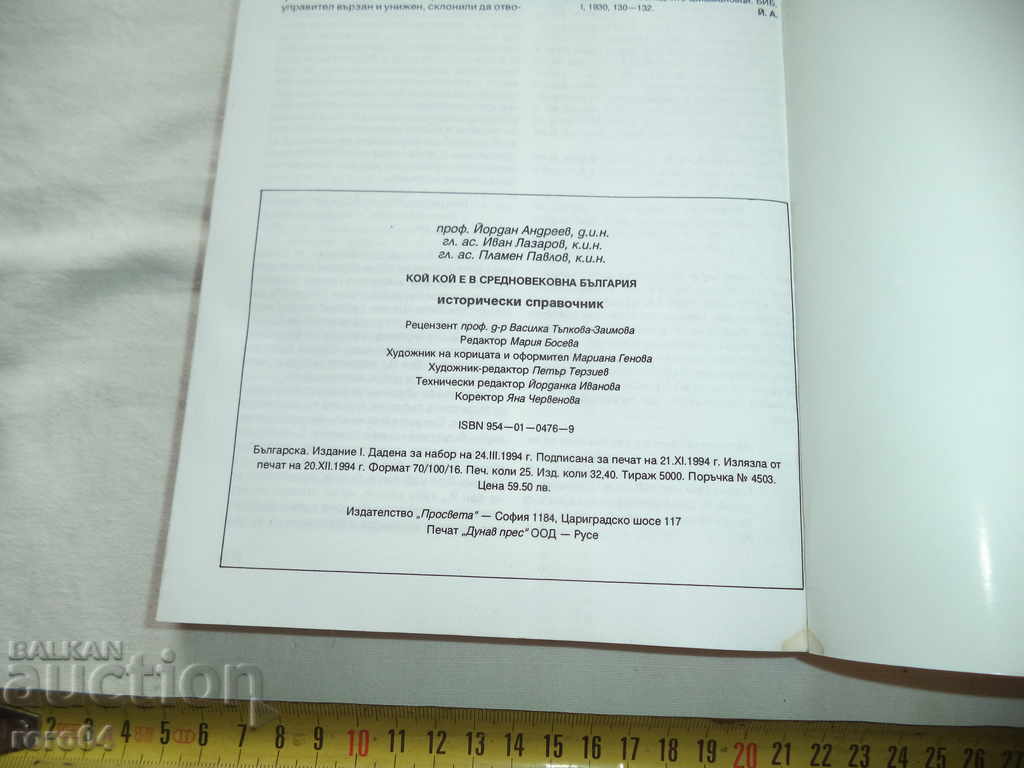 управител вързан и унижен, склонили да отво-
БИБ,
I, 1930, 130—132.
Й. А.
проф. Йордан Андреев, д.и.н.
гл. ас. Иван Лазаров, к.и.н.
гл. ас. Пламен Павлов, к.и.н.
КОЙ КОЙ Е В СРЕДНОВЕКОВНА БЪЛГАРИЯ
исторически справочник
Рецензент проф. д-р Василка Тъпкова-Заимова
Редактор Мария Босева
Художник на корицата и оформител Мариана Генова
Художник-редактор Петър Терзиев
Технически редактор Йорданка Иванова
Коректор Яна Червенова
ISBN 954—01—0476—9
Българска. Издание I. Дадена за набор на 24.III.1994 г. Подписана за печат на 21.XI.1994 г. Излязла от
печат на 20.XII.1994 г. Формат 70/100/16. Печ. коли 25. Изд. коли 32,40. Тираж 5000. Поръчка № 4503.
Цена 59.50 лв.
Издателство „Просвета" — София 1184, Цариградско шосе 117
Печат „Дунав прес" ООД — Русе
BALKAN
auction
roro64
2 3 4 5 6 7 8 9 10 11 12 13 14 15 16 17 18 19 20 21 22 23 24 25 26 27